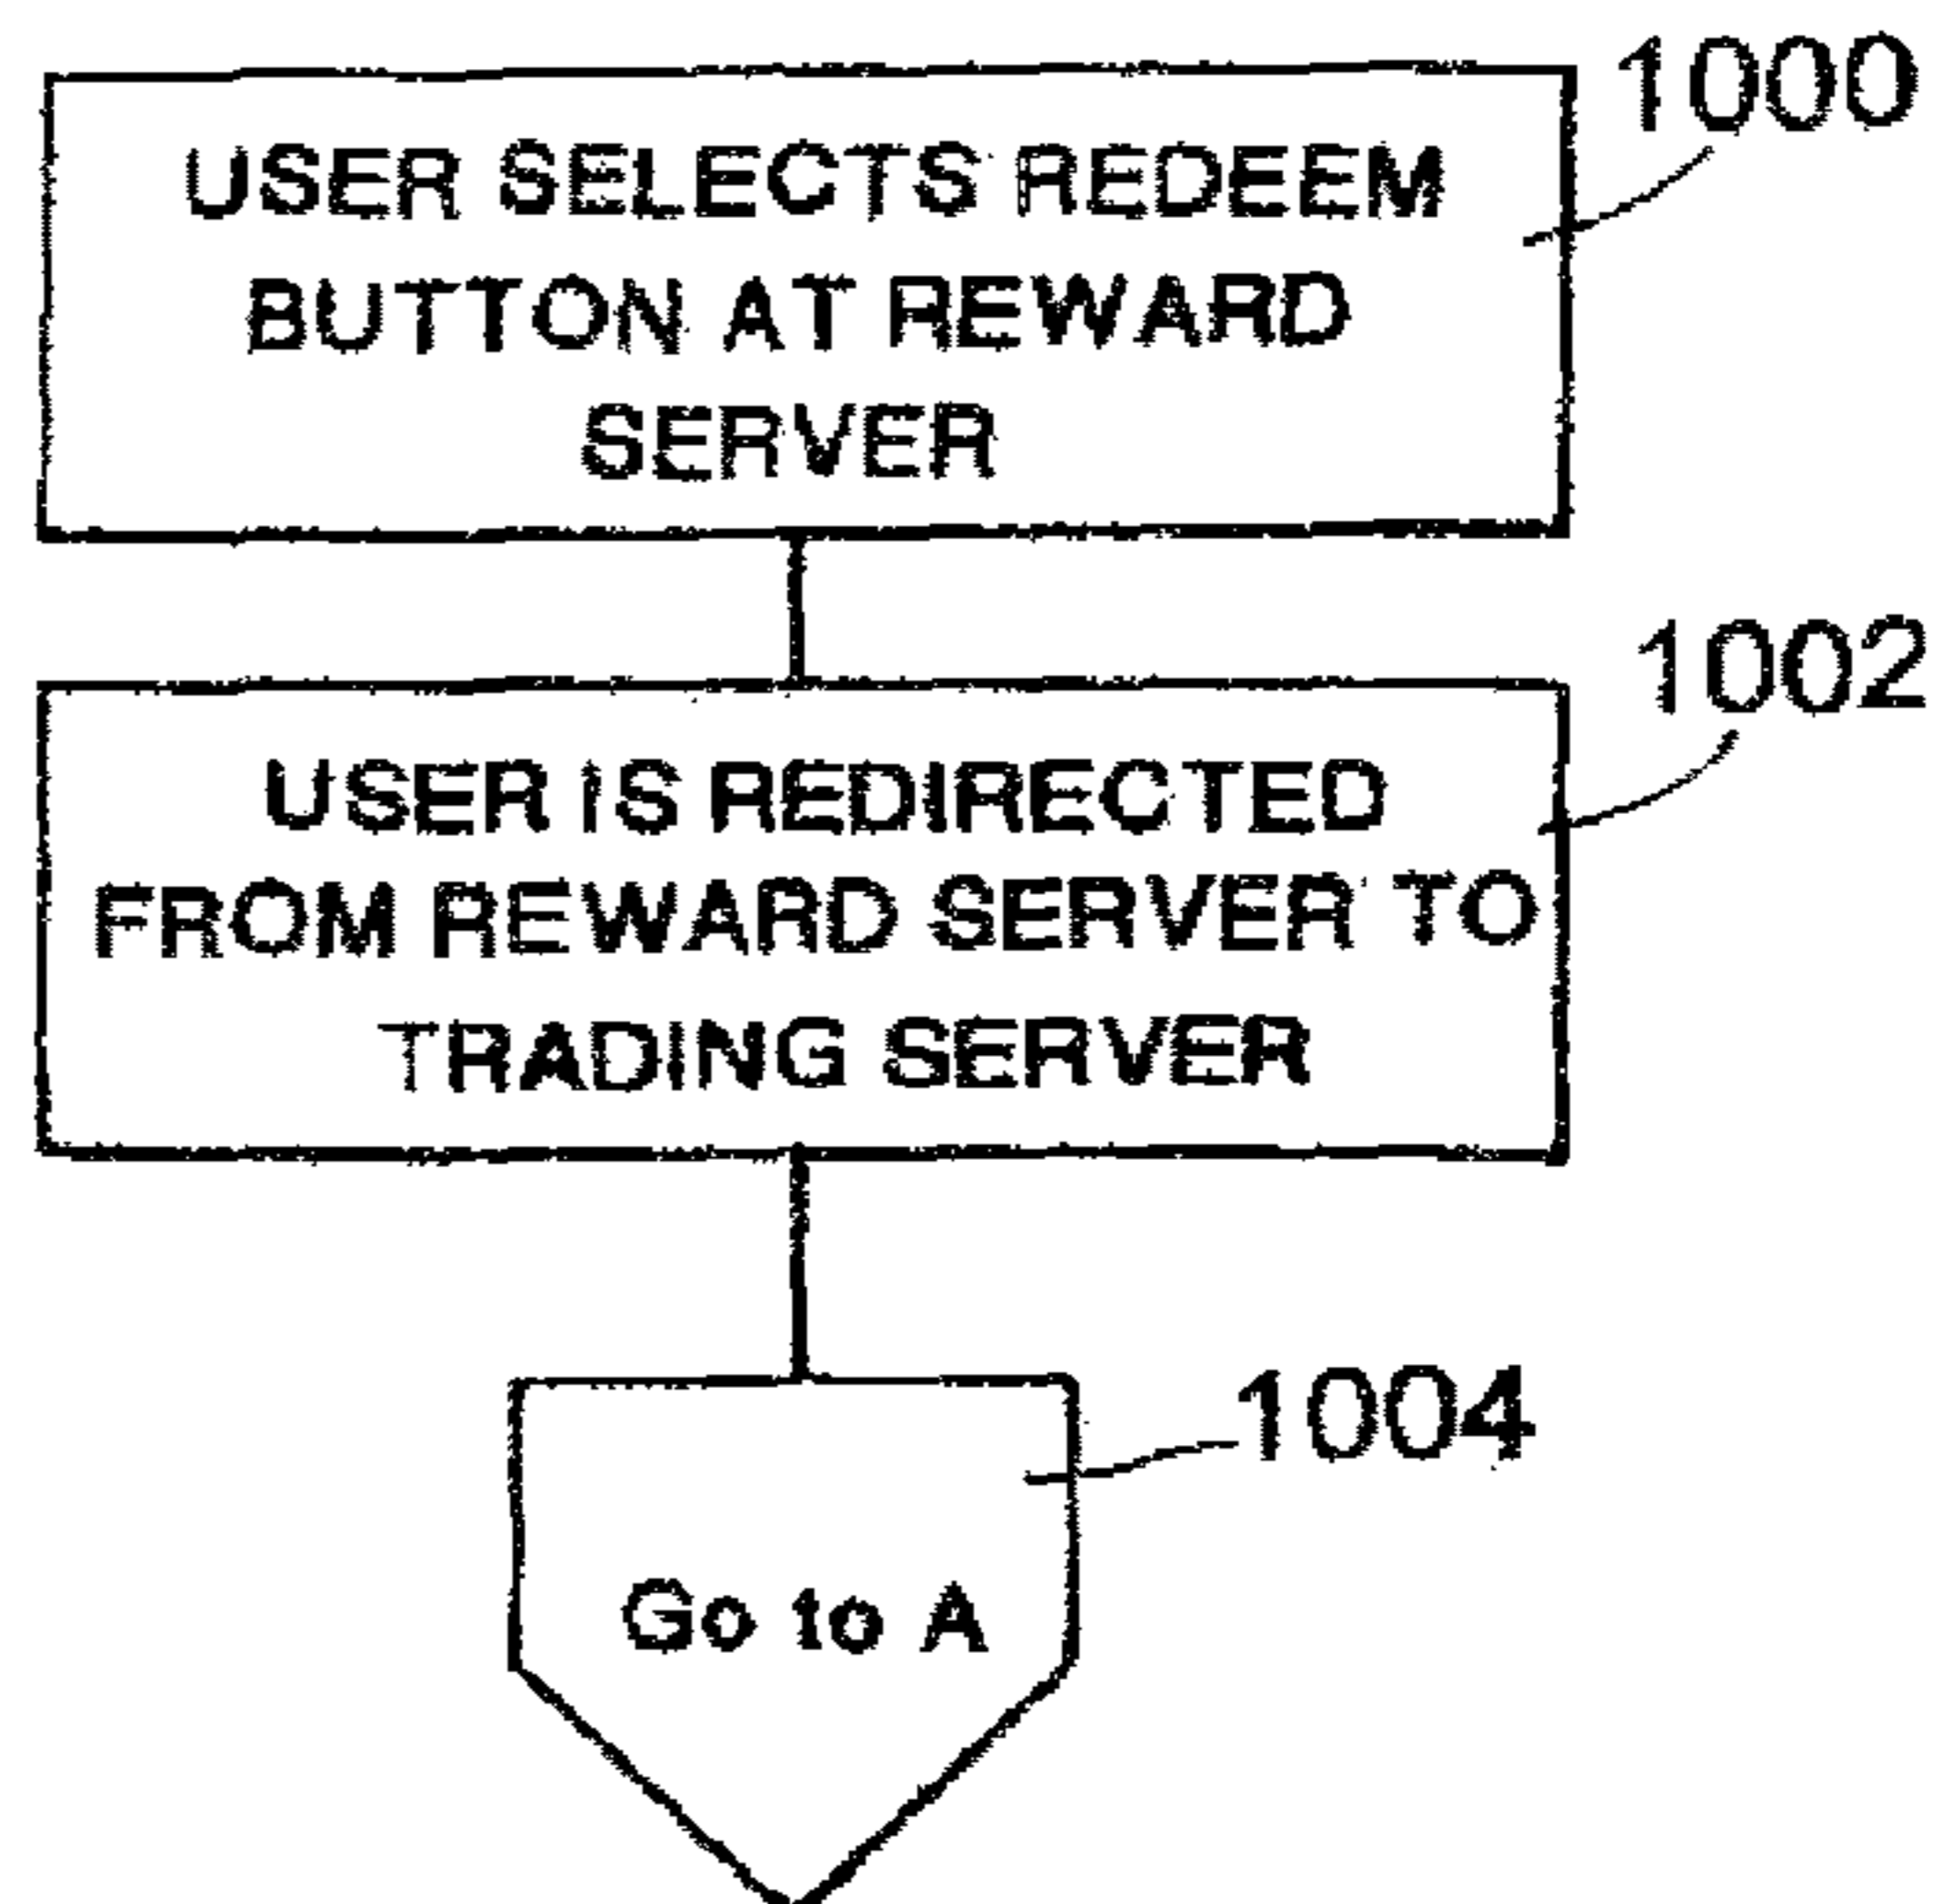 1000
USER SELECTS REDEEM
BUTTON AT REWARD
SERVER
1002
USER IS REDIRECTED
FROM REWARD SERVER TO
TRADING SERVER
1004
Go to A